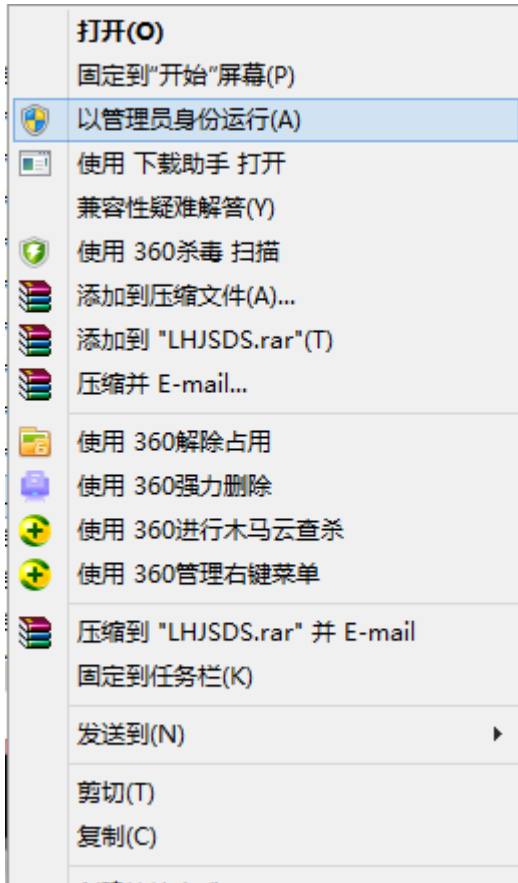 打开(O)
固定到"开始"屏幕(P)
以管理员身份运行(A)
使用 下载助手 打开
兼容性疑难解答(Y)
使用 360杀毒 扫描
添加到压缩文件(A)...
添加到 "LHJSDS.rar"(T)
压缩并 E-mail...
使用 360解除占用
使用 360强力删除
使用 360进行木马云查杀
使用 360管理右键菜单
压缩到 "LHJSDS.rar" 并 E-mail
固定到任务栏(K)
发送到(N)
剪切(T)
复制(C)